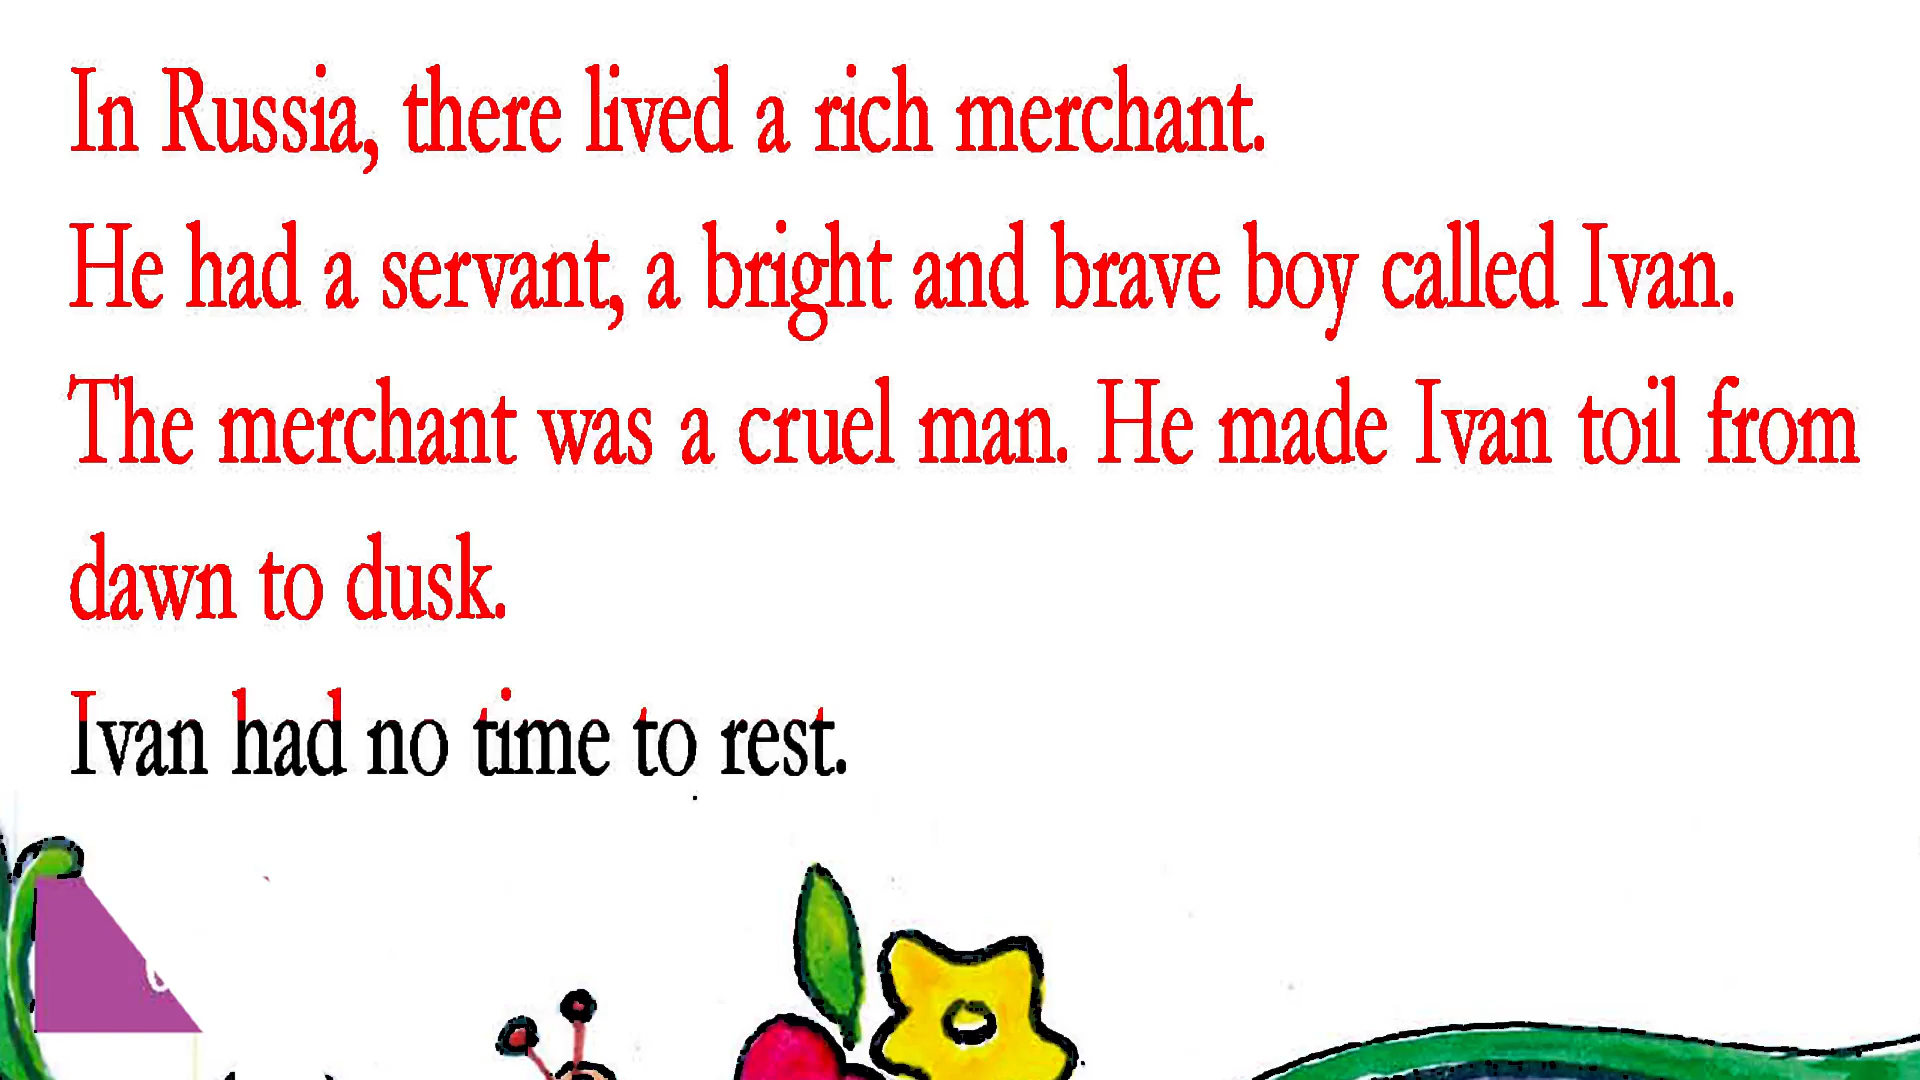 In Russia, there lived a rich merchant.
He had a servant, a bright and brave boy called Ivan.
The merchant was a cruel man. He made Ivan toil from
dawn to dusk.
Ivan had no time to rest.